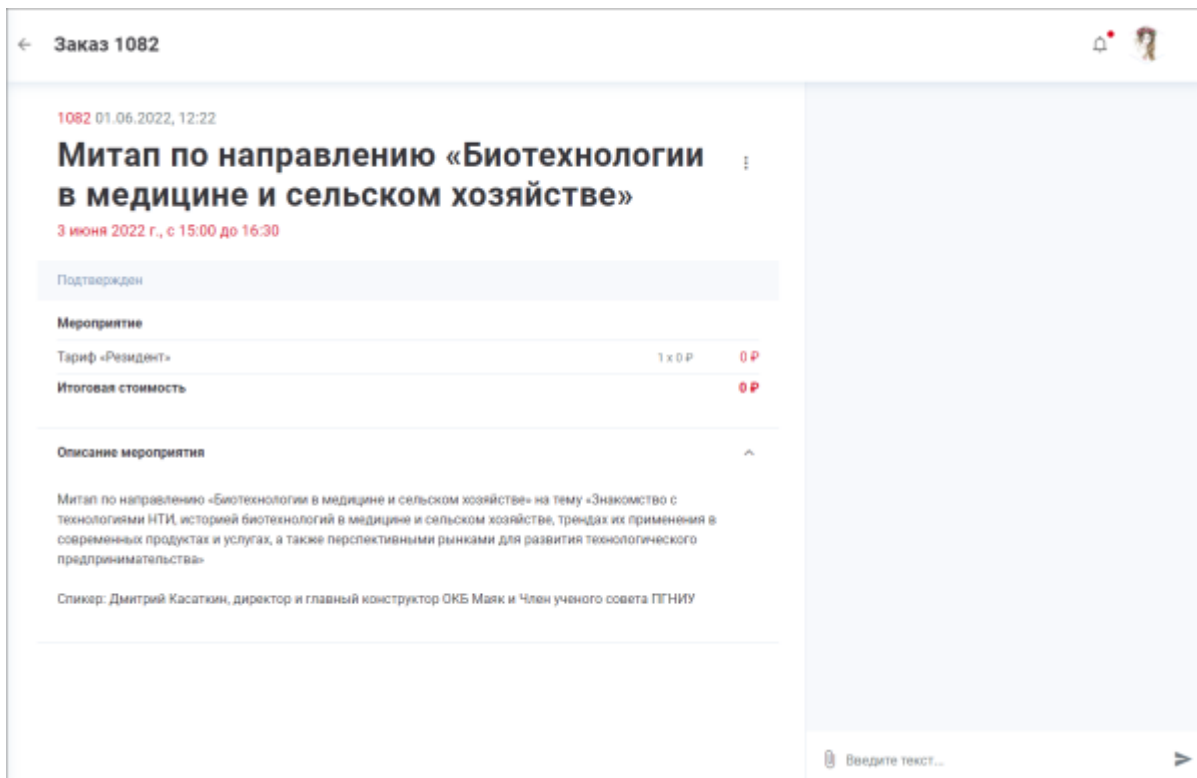 Заказ 1082
1082 01.06.2022, 12:22
Митап по направлению «Биотехнологии
в медицине и сельском хозяйстве»
3 июня 2022 г., с 15:00 до 16:30
Подтвержден
Мероприятие
Тариф «Резидент» 1 x 0 ₽ 0 ₽
Итоговая стоимость 0 ₽
Описание мероприятия
Митап по направлению «Биотехнологии в медицине и сельском хозяйстве» на тему «Знакомство с
технологиями НТИ, историей биотехнологий в медицине и сельском хозяйстве, трендах их применения в
современных продуктах и услугах, а также перспективными рынками для развития технологического
предпринимательства»
Спикер: Дмитрий Касаткин, директор и главный конструктор ОКБ Маяк и Член ученого совета ПГНИУ
Введите текст...